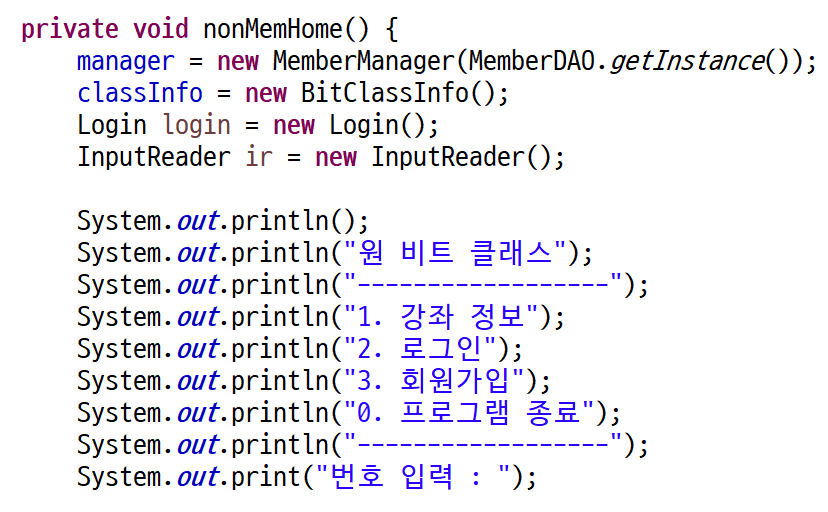 private void nonMemHome() {
    manager = new MemberManager(MemberDAO.getInstance());
    classInfo = new BitClassInfo();
    Login login = new Login();
    InputReader ir = new InputReader();

    System.out.println();
    System.out.println("원 비트 클래스");
    System.out.println("------------------");
    System.out.println("1. 강좌 정보");
    System.out.println("2. 로그인");
    System.out.println("3. 회원가입");
    System.out.println("0. 프로그램 종료");
    System.out.println("------------------");
    System.out.print("번호 입력 : ");